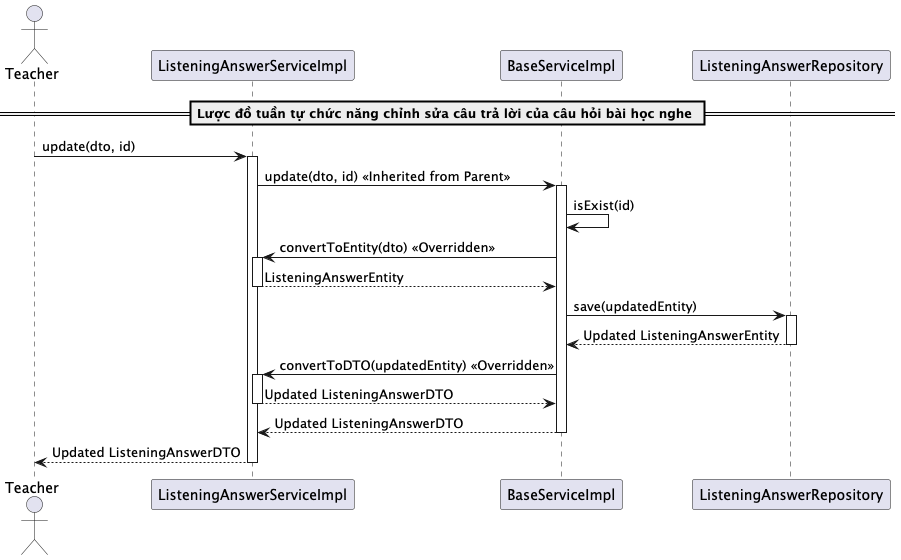 Teacher
ListeningAnswerServiceImpl
BaseServiceImpl
ListeningAnswerRepository
Lược đồ tuần tự chức năng chỉnh sửa câu trả lời của câu hỏi bài học nghe
update(dto, id)
update(dto, id) «Inherited from Parent»
isExist(id)
convertToEntity(dto) «Overridden»
ListeningAnswerEntity
save(updatedEntity)
Updated ListeningAnswerEntity
convertToDTO(updatedEntity) «Overridden»
Updated ListeningAnswerDTO
Updated ListeningAnswerDTO
Updated ListeningAnswerDTO
Teacher
ListeningAnswerServiceImpl
BaseServiceImpl
ListeningAnswerRepository